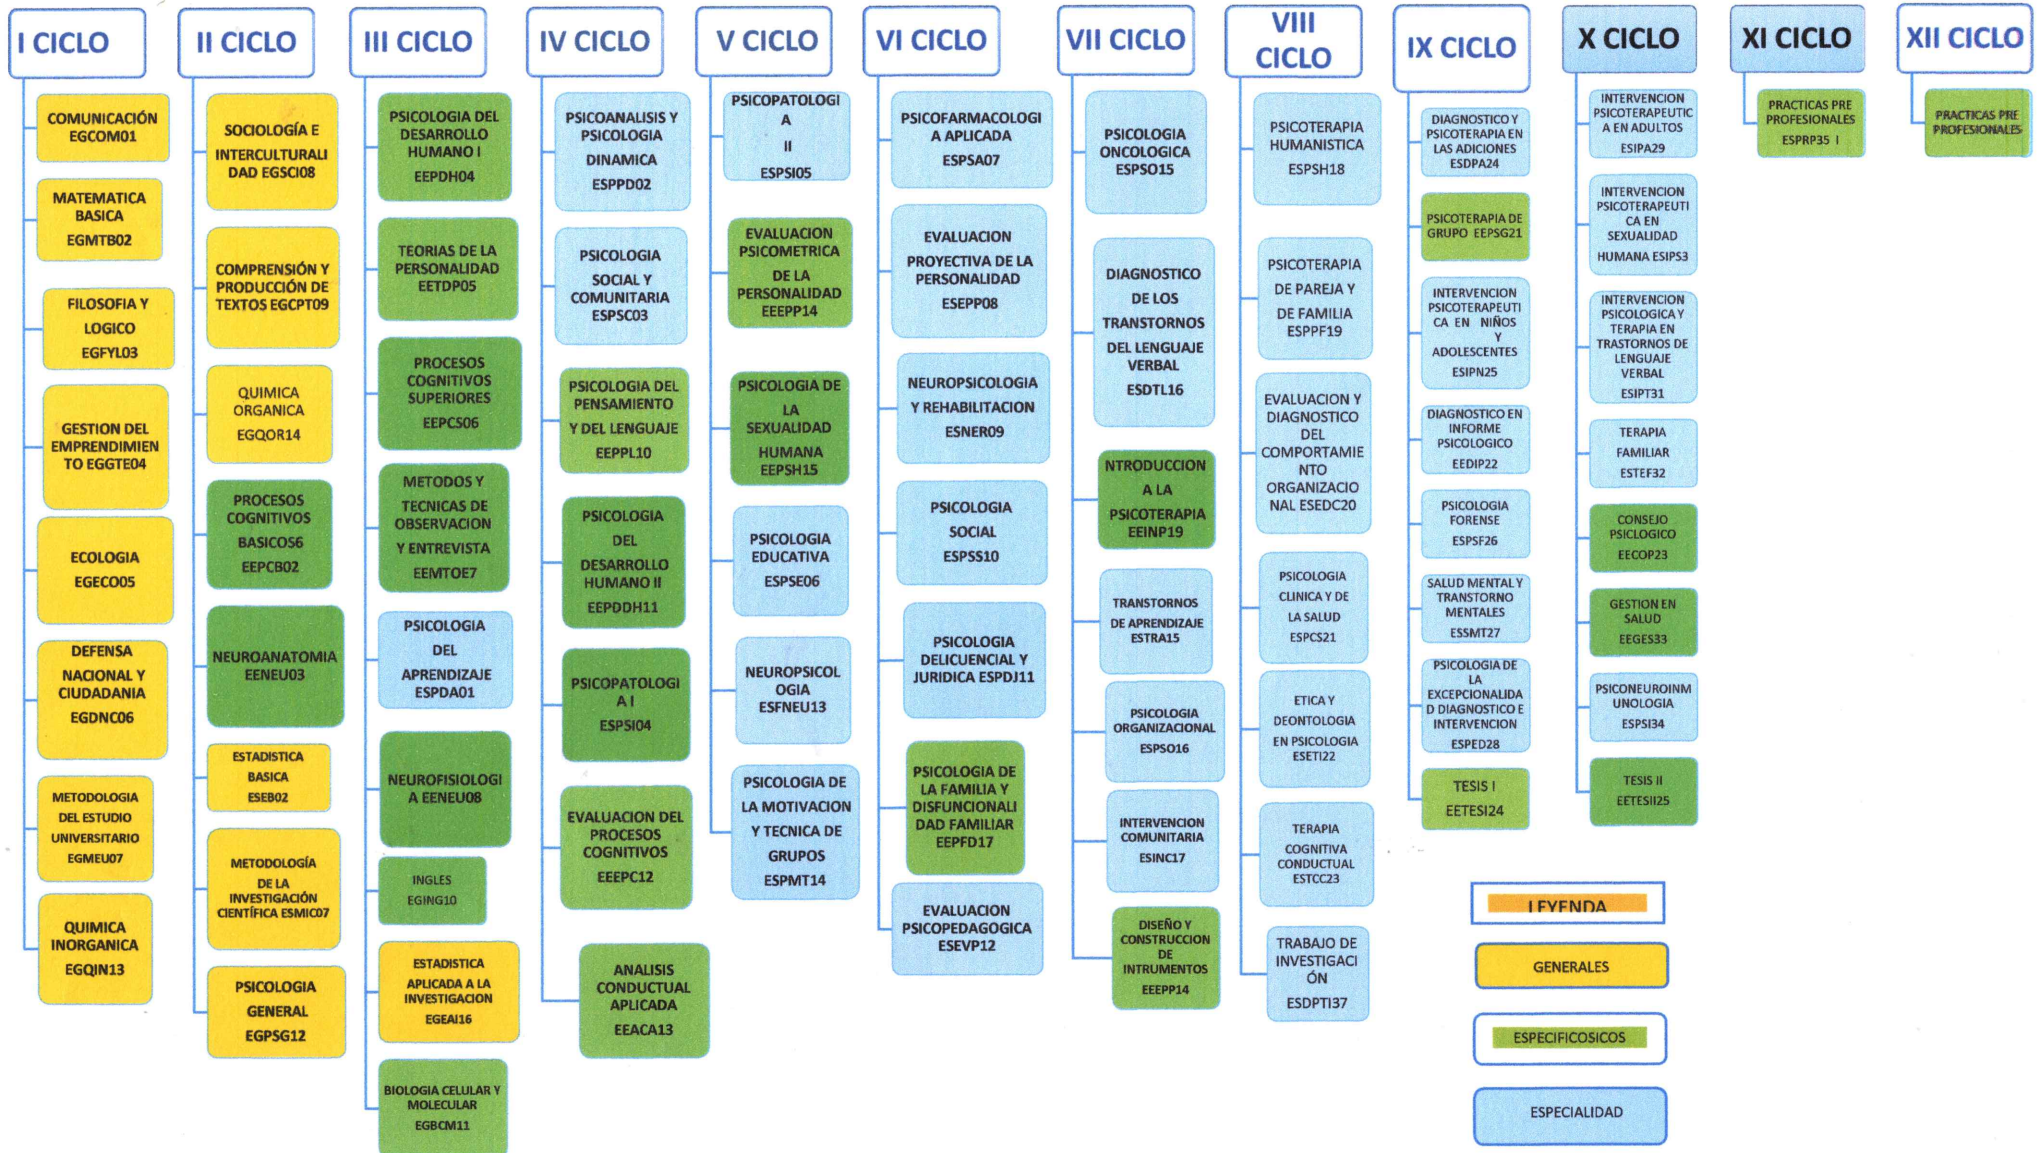 I CICLO
COMUNICACIÓN
EGCOM01
MATEMATICA
BASICA
EGMTB02
FILOSOFIA Y
LOGICO
EGFYL03
GESTION DEL
EMPRENDIMIEN
TO EGGTE04
ECOLOGIA
EGECO05
DEFENSA
NACIONAL Y
CIUDADANIA
EGDNC06
METODOLOGIA
DEL ESTUDIO
UNIVERSITARIO
EGMEU07
QUIMICA
INORGANICA
EGQIN13
II CICLO
SOCIOLOGÍA E
INTERCULTURALI
DAD EGSCI08
COMPRENSIÓN Y
PRODUCCIÓN DE
TEXTOS EGCPT09
QUIMICA
ORGANICA
EGQOR14
PROCESOS
COGNITIVOS
BASICOS6
EEPCB02
NEUROANATOMIA
EENEU03
ESTADISTICA
BASICA
ESEB02
METODOLOGÍA
DE LA
INVESTIGACIÓN
CIENTÍFICA ESMIC07
PSICOLOGIA
GENERAL
EGPSG12
III CICLO
PSICOLOGIA DEL
DESARROLLO
HUMANO I
EEPDH04
TEORIAS DE LA
PERSONALIDAD
EETDP05
PROCESOS
COGNITIVOS
SUPERIORES
EEPCS06
METODOS Y
TECNICAS DE
OBSERVACION
Y ENTREVISTA
EEMTOE7
PSICOLOGIA
DEL
APRENDIZAJE
ESPDA01
NEUROFISIOLOGI
A EENEU08
INGLES
EGING10
ESTADISTICA
APLICADA A LA
INVESTIGACION
EGEAI16
BIOLOGIA CELULAR Y
MOLECULAR
EGBCM11
IV CICLO
PSICOANALISIS Y
PSICOLOGIA
DINAMICA
ESPPD02
PSICOLOGIA
SOCIAL Y
COMUNITARIA
ESPSC03
PSICOLOGIA DEL
PENSAMIENTO
Y DEL LENGUAJE
EEPPL10
PSICOLOGIA
DEL
DESARROLLO
HUMANO II
EEPDDH11
PSICOPATOLOGI
A I
ESPSI04
EVALUACION DEL
PROCESOS
COGNITIVOS
EEEPC12
ANALISIS
CONDUCTUAL
APLICADA
EEACA13
V CICLO
PSICOPATOLOGI
A
II
ESPSI05
EVALUACION
PSICOMETRICA
DE LA
PERSONALIDAD
EEEPP14
PSICOLOGIA DE
LA
SEXUALIDAD
HUMANA
EEPSH15
PSICOLOGIA
EDUCATIVA
ESPSE06
NEUROPSICOL
OGIA
ESFNEU13
PSICOLOGIA DE
LA MOTIVACION
Y TECNICA DE
GRUPOS
ESPMT14
VI CICLO
PSICOFARMACOLOGI
A APLICADA
ESPSA07
EVALUACION
PROYECTIVA DE LA
PERSONALIDAD
ESEPP08
NEUROPSICOLOGIA
Y REHABILITACION
ESNER09
PSICOLOGIA
SOCIAL
ESPSS10
PSICOLOGIA
DELICUENCIAL Y
JURIDICA ESPDJ11
PSICOLOGIA DE
LA FAMILIA Y
DISFUNCIONALI
DAD FAMILIAR
EEPFD17
EVALUACION
PSICOPEDAGOGICA
ESEVP12
VII CICLO
PSICOLOGIA
ONCOLOGICA
ESPSO15
DIAGNOSTICO
DE LOS
TRANSTORNOS
DEL LENGUAJE
VERBAL
ESDTL16
NTRODUCCION
A LA
PSICOTERAPIA
EEINP19
TRANSTORNOS
DE APRENDIZAJE
ESTRA15
PSICOLOGIA
ORGANIZACIONAL
ESPSO16
INTERVENCION
COMUNITARIA
ESINC17
DISEÑO Y
CONSTRUCCION
DE
INTRUMENTOS
EEEPP14
VIII
CICLO
PSICOTERAPIA
HUMANISTICA
ESPSH18
PSICOTERAPIA
DE PAREJA Y
DE FAMILIA
ESPPF19
EVALUACION Y
DIAGNOSTICO
DEL
COMPORTAMIE
NTO
ORGANIZACIO
NAL ESEDC20
PSICOLOGIA
CLINICA Y DE
LA SALUD
ESPCS21
ETICA Y
DEONTOLOGIA
EN PSICOLOGIA
ESETI22
TERAPIA
COGNITIVA
CONDUCTUAL
ESTCC23
TRABAJO DE
INVESTIGACI
ÓN
ESDPTI37
IX CICLO
DIAGNOSTICO Y
PSICOTERAPIA EN
LAS ADICIONES
ESDPA24
PSICOTERAPIA DE
GRUPO EEPSG21
INTERVENCION
PSICOTERAPEUTI
CA EN NIÑOS
Y
ADOLESCENTES
ESIPN25
DIAGNOSTICO EN
INFORME
PSICOLOGICO
EEDIP22
PSICOLOGIA
FORENSE
ESPSF26
SALUD MENTAL Y
TRANSTORNO
MENTALES
ESSMT27
PSICOLOGIA DE
LA
EXCEPCIONALIDA
D DIAGNOSTICO E
INTERVENCION
ESPED28
TESIS I
EETESI24
X CICLO
INTERVENCION
PSICOTERAPEUTIC
A EN ADULTOS
ESIPA29
INTERVENCION
PSICOTERAPEUTI
CA EN
SEXUALIDAD
HUMANA ESIPS3
INTERVENCION
PSICOLOGICA Y
TERAPIA EN
TRASTORNOS DE
LENGUAJE
VERBAL
ESIPT31
TERAPIA
FAMILIAR
ESTEF32
CONSEJO
PSICLOGICO
EECOP23
GESTION EN
SALUD
EEGES33
PSICONEUROINM
UNOLOGIA
ESPSI34
TESIS II
EETESII25
XI CICLO
PRACTICAS PRE
PROFESIONALES
ESPRP35 I
XII CICLO
PRACTICAS PRE
PROFESIONALES
LEYENDA
GENERALES
ESPECIFICOSICOS
ESPECIALIDAD